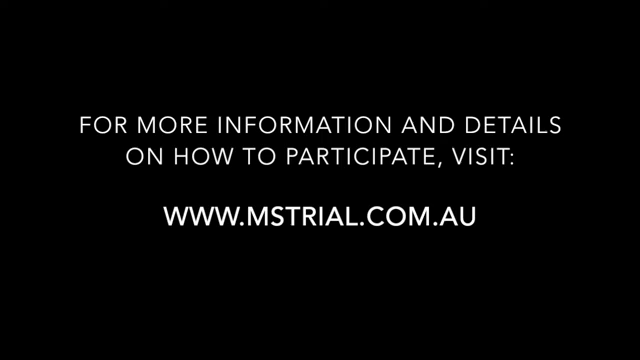 FOR MORE INFORMATION AND DETAILS
ON HOW TO PARTICIPATE, VISIT:
WWW.MSTRIAL.COM.AU